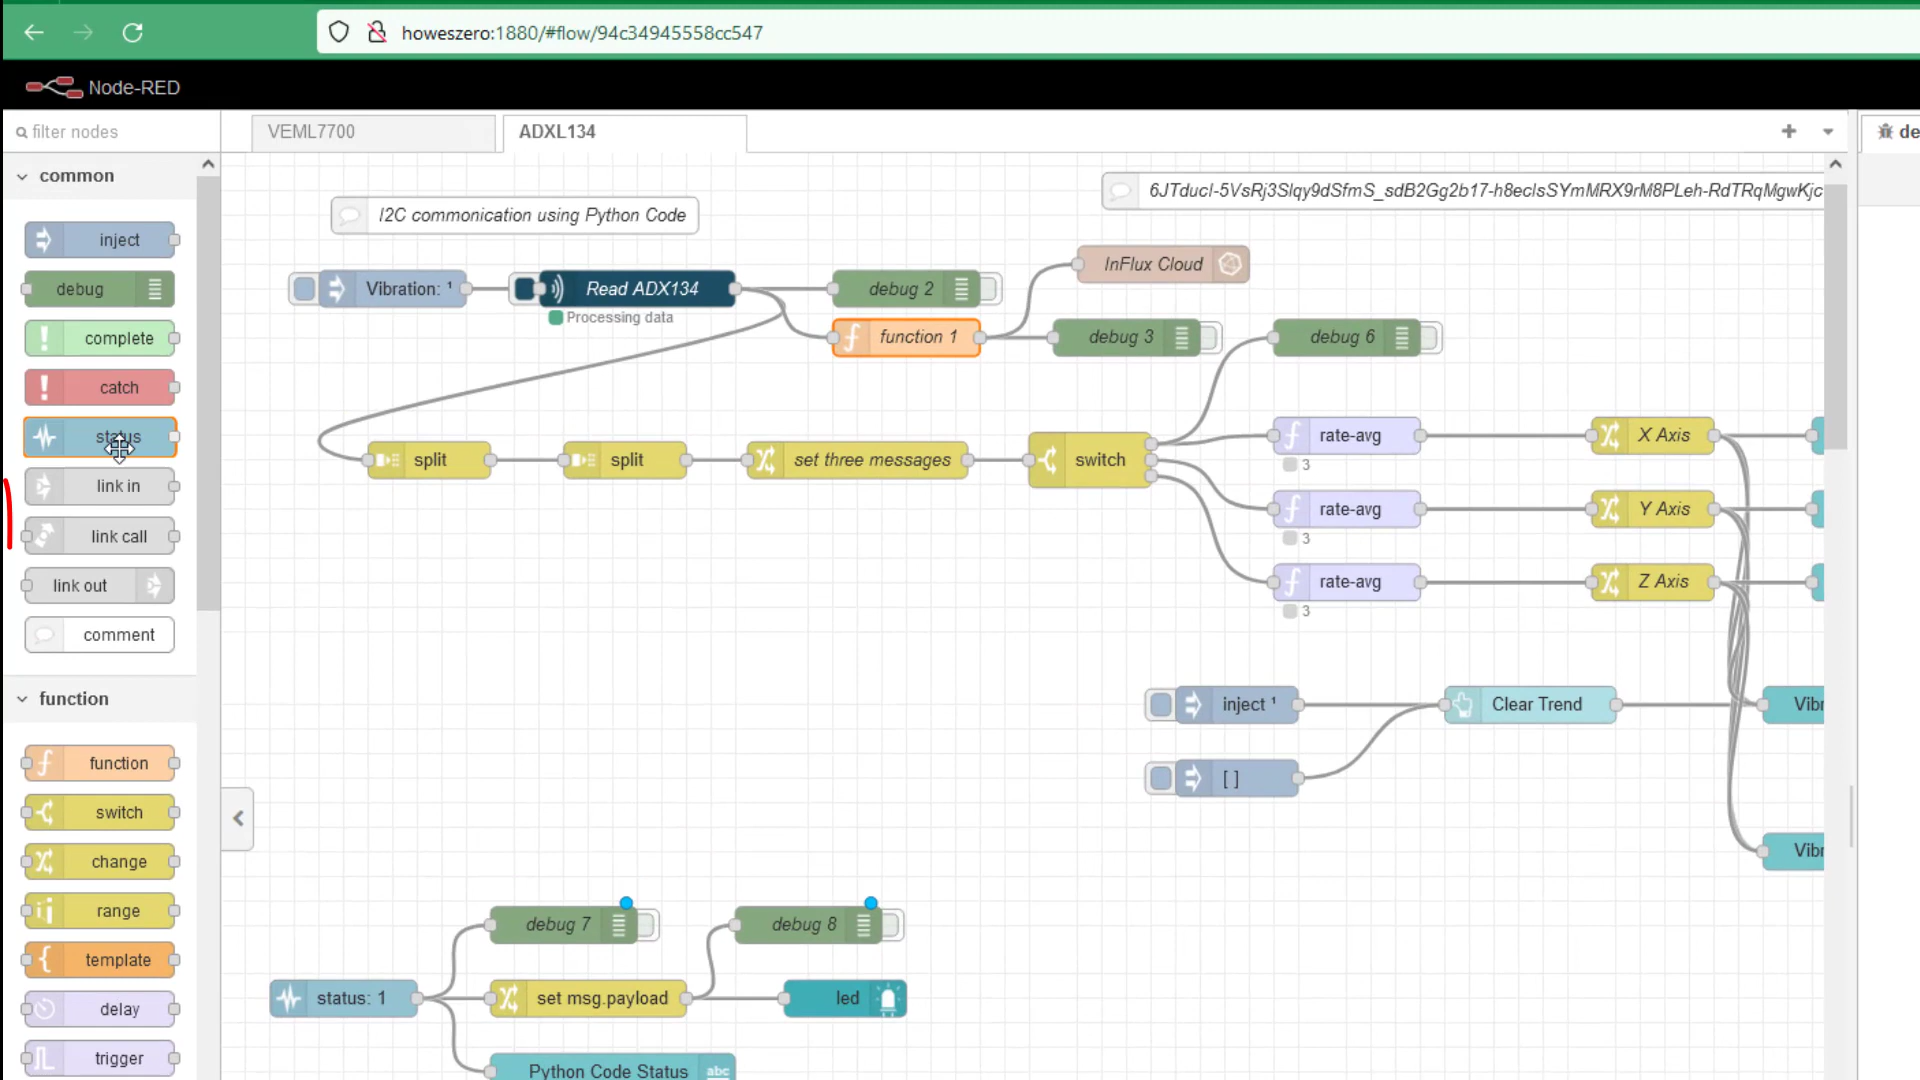 howeszero:1880/#flow/94c34945558cc547
Node-RED
filter nodes
VEML7700
ADXL134
de
common
inject
debug
complete
catch
status
link in
link call
link out
comment
function
function
switch
change
range
template
delay
trigger
I2C commonication using Python Code
Vibration: ¹
Read ADX134
Processing data
debug 2
function 1
InFlux Cloud
debug 3
debug 6
split
split
set three messages
switch
rate-avg
3
rate-avg
3
rate-avg
3
X Axis
Y Axis
Z Axis
inject ¹
[ ]
Clear Trend
Vibr
Vibr
debug 7
debug 8
status: 1
set msg.payload
led
Python Code Status
abc